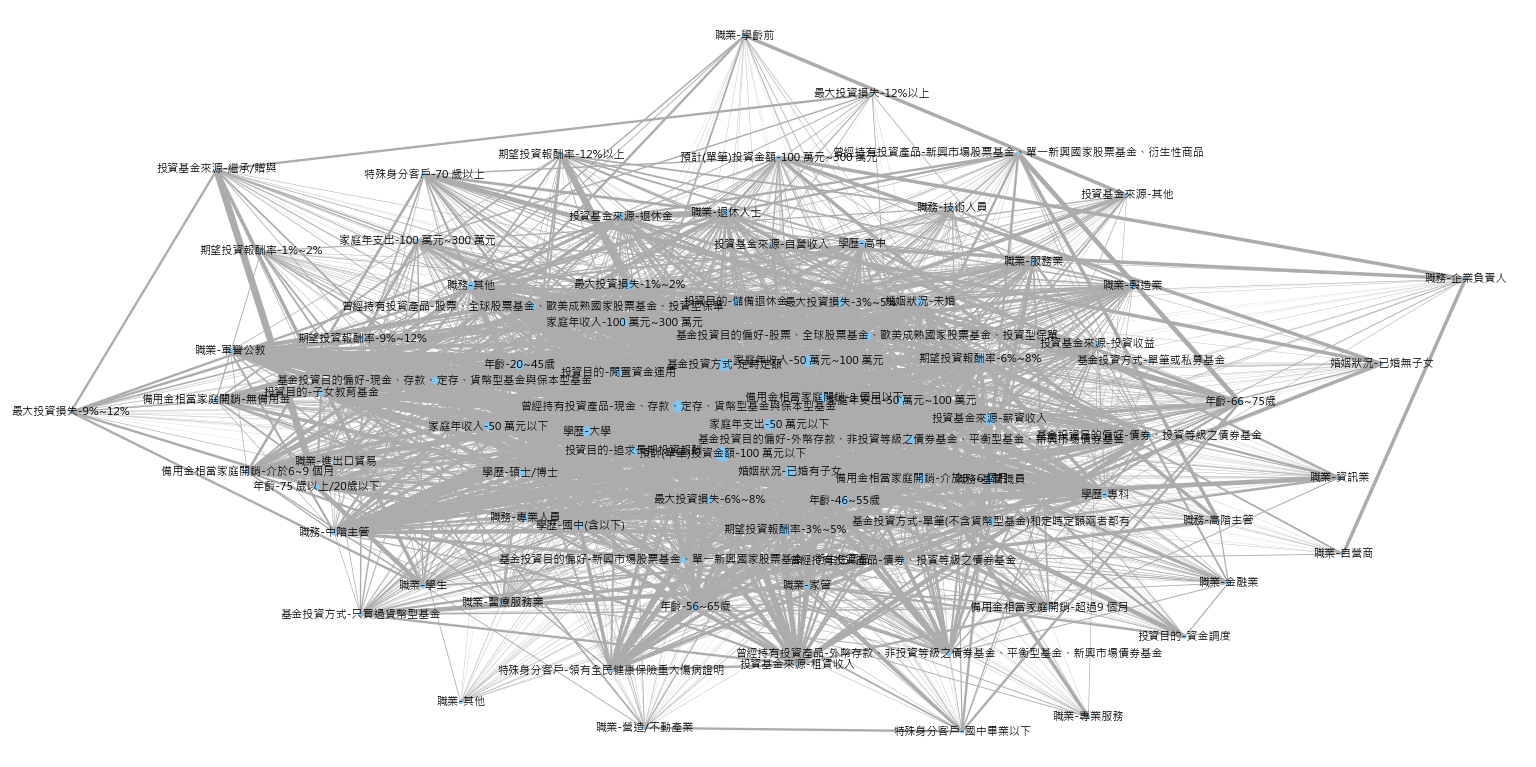 職業-學齡前
最大投資損失-12%以上
期望投資報酬率-12%以上
預計(單筆)投資金額-100 萬元~300 萬元
曾經持有投資產品-新興市場股票基金、單一新興國家股票基金、衍生性商品
投資基金來源-繼承/贈與
特殊身分客戶-70 歲以上
投資基金來源-其他
職務-技術人員
投資基金來源-退休金
職業-退休人士
家庭年支出-100 萬元~300 萬元
投資基金來源-自營收入
學歷-高中
期望投資報酬率-1%~2%
職業-服務業
職務-企業負責人
職務-其他
最大投資損失-1%~2%
職業-製造業
投資目的-儲備退休金
最大投資損失-3%~5%
婚姻狀況-未婚
曾經持有投資產品-股票、全球股票基金、歐美成熟國家股票基金、投資型保單
家庭年收入-100 萬元~300 萬元
期望投資報酬率-9%~12%
基金投資目的偏好-股票、全球股票基金、歐美成熟國家股票基金、投資型保單
投資基金來源-投資收益
職業-軍警公教
年齡-20~45歲
基金投資方式-定時定額
家庭年收入-50 萬元~100 萬元
期望投資報酬率-6%~8%
基金投資方式-單筆或私募基金
婚姻狀況-已婚無子女
投資目的-閒置資金運用
基金投資目的偏好-現金、存款、定存、貨幣型基金與保本型基金
投資目的-子女教育基金
備用金相當家庭開銷-無備用金
備用金相當家庭開銷-3 個月以下
家庭年支出-50 萬元~100 萬元
年齡-66~75歲
最大投資損失-9%~12%
曾經持有投資產品-現金、存款、定存、貨幣型基金與保本型基金
投資基金來源-薪資收入
家庭年收入-50 萬元以下
學歷-大學
家庭年支出-50 萬元以下
基金投資目的偏好-外幣存款、非投資等級之債券基金、平衡型基金、新興市場債券基金
基金投資目的偏好-債券、投資等級之債券基金
投資目的-追求長期投資報酬
預計(單筆)投資金額-100 萬元以下
職業-進出口貿易
備用金相當家庭開銷-介於6~9 個月
學歷-碩士/博士
婚姻狀況-已婚有子女
備用金相當家庭開銷-介於3~6 個月
職務-基層職員
職業-資訊業
年齡-75 歲以上/20歲以下
學歷-專科
最大投資損失-6%~8%
年齡-46~55歲
職務-專業人員
學歷-國中(含以下)
職務-中階主管
期望投資報酬率-3%~5%
基金投資方式-單筆(不含貨幣型基金)和定時定額兩者都有
職務-高階主管
職業-自營商
基金投資目的偏好-新興市場股票基金、單一新興國家股票基金、衍生性商品
曾經持有投資產品-債券、投資等級之債券基金
職業-學生
職業-家管
職業-金融業
職業-醫療服務業
年齡-56~65歲
備用金相當家庭開銷-超過9 個月
基金投資方式-只買過貨幣型基金
投資目的-資金調度
曾經持有投資產品-外幣存款、非投資等級之債券基金、平衡型基金、新興市場債券基金
投資基金來源-租賃收入
特殊身分客戶-領有全民健康保險重大傷病證明
職業-其他
職業-專業服務
職業-營造/不動產業
特殊身分客戶-國中畢業以下